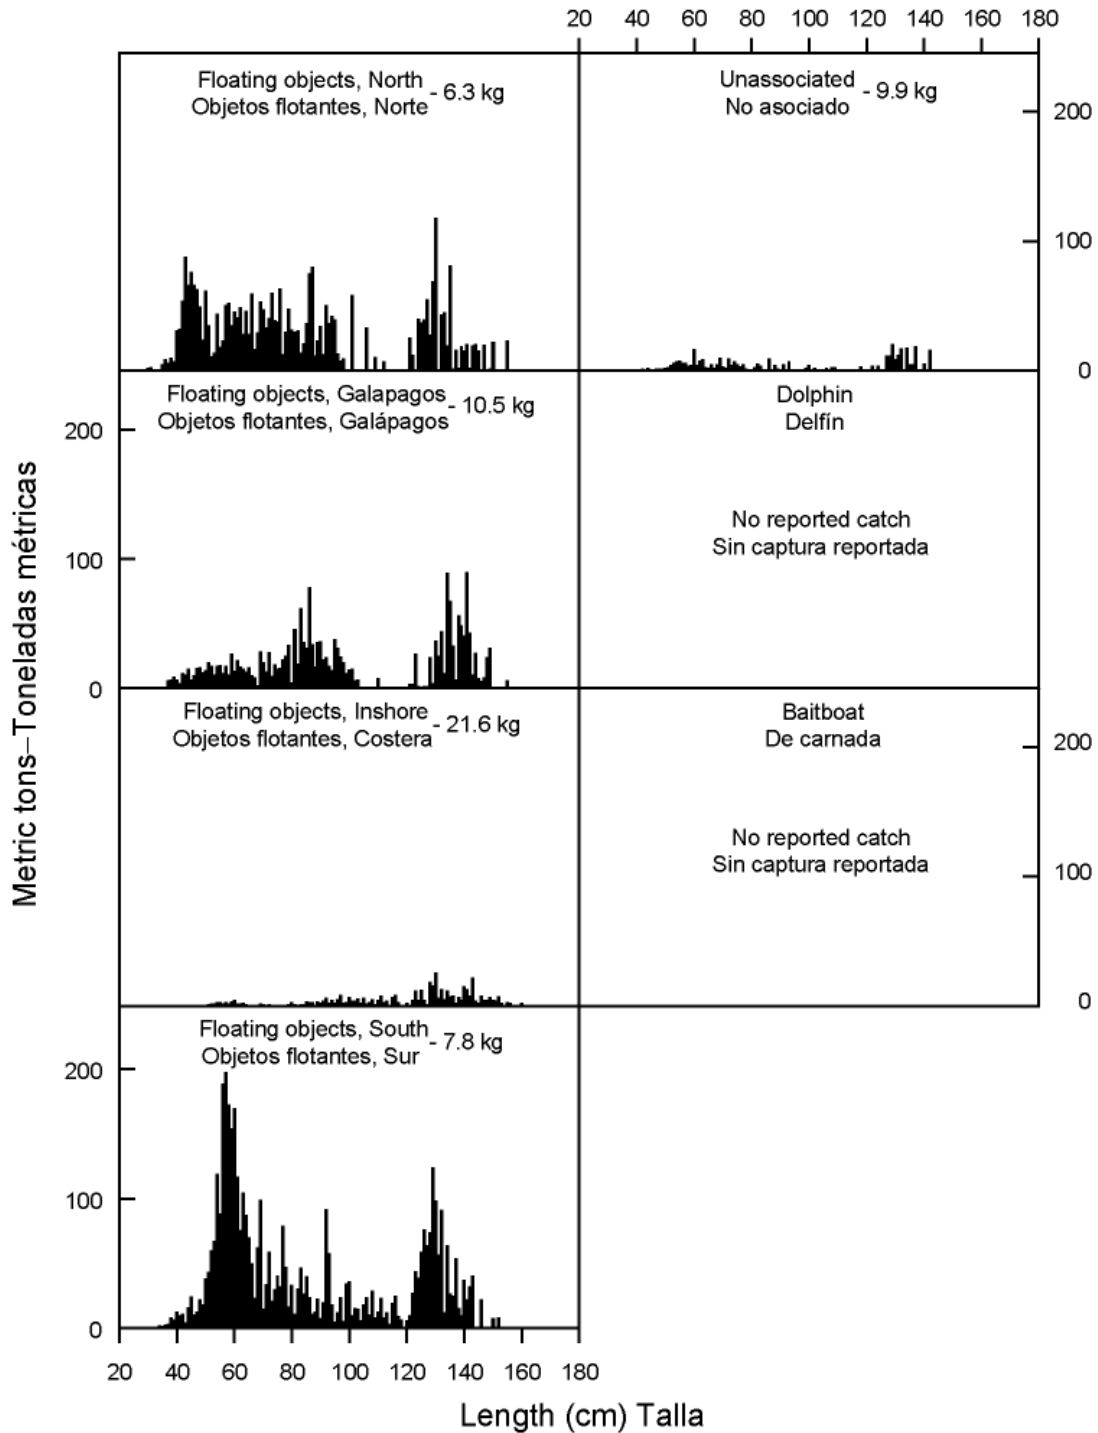 20 40 60 80 100 120 140 160 180
Floating objects, North
Objetos flotantes, Norte
- 6.3 kg
Unassociated
No asociado
- 9.9 kg
200
100
0
Floating objects, Galapagos
Objetos flotantes, Galápagos
- 10.5 kg
Dolphin
Delfín
No reported catch
Sin captura reportada
200
100
0
Floating objects, Inshore
Objetos flotantes, Costera
- 21.6 kg
Baitboat
De carnada
No reported catch
Sin captura reportada
200
100
0
Floating objects, South
Objetos flotantes, Sur
- 7.8 kg
200
100
0
20 40 60 80 100 120 140 160 180
Length (cm) Talla
Metric tons–Toneladas métricas